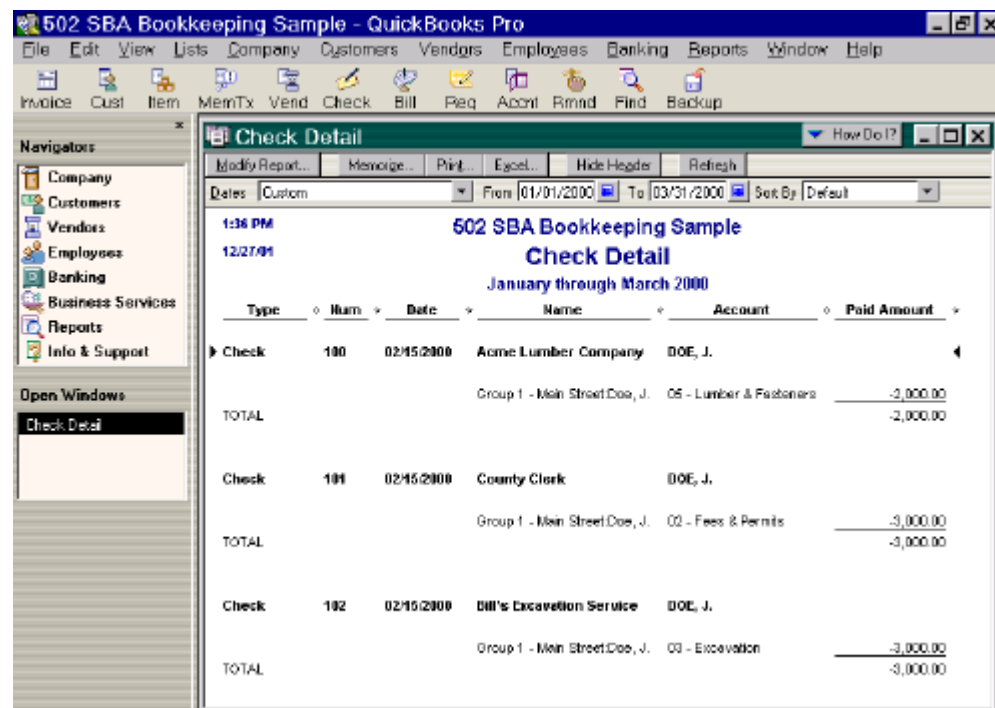 502 SBA Bookkeeping Sample - QuickBooks Pro
File Edit View Lists Company Customers Vendors Employees Banking Reports Window Help
Invoice Cust Item MemTx Vend Check Bill Reg Accnt Rmnd Find Backup
Navigators
Company
Customers
Vendors
Employees
Banking
Business Services
Reports
Info & Support
Open Windows
Check Detail
Check Detail How Do I?
Modify Report... Memorize... Print... Excel... Hide Header Refresh
Dates Custom From 01/01/2000 To 03/31/2000 Sort By Default
1:36 PM
12/27/01
502 SBA Bookkeeping Sample
Check Detail
January through March 2000
Type Num Date Name Account Paid Amount
Check 100 02/15/2000 Acme Lumber Company DOE, J.
Group 1 - Main Street:Doe, J. 05 - Lumber & Fasteners -2,000.00
TOTAL -2,000.00
Check 101 02/15/2000 County Clerk DOE, J.
Group 1 - Main Street:Doe, J. 02 - Fees & Permits -3,000.00
TOTAL -3,000.00
Check 102 02/15/2000 Bill's Excavation Service DOE, J.
Group 1 - Main Street:Doe, J. 03 - Excavation -3,000.00
TOTAL -3,000.00